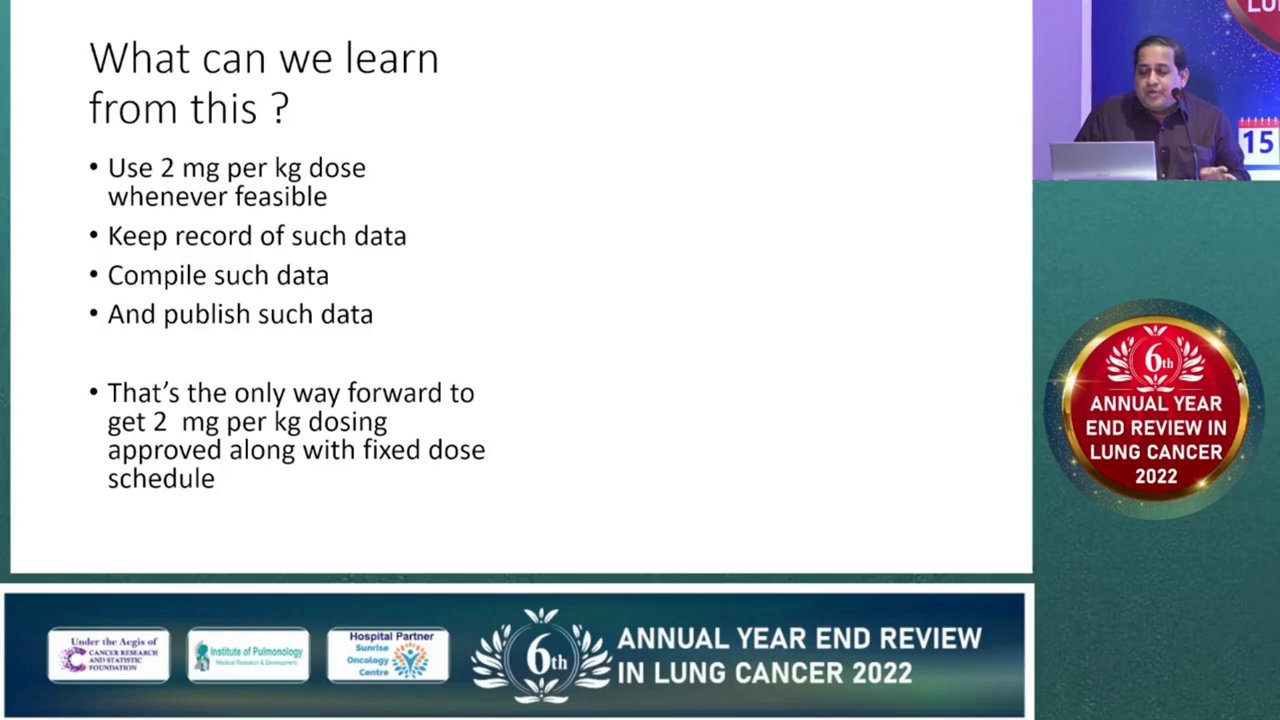 What can we learn
from this ?
• Use 2 mg per kg dose
whenever feasible
• Keep record of such data
• Compile such data
• And publish such data
• That's the only way forward to
get 2 mg per kg dosing
approved along with fixed dose
schedule
15
6th
ANNUAL YEAR
END REVIEW IN
LUNG CANCER
2022
Under the Aegis of
CANCER RESEARCH
AND STATISTIC
FOUNDATION
Institute of Pulmonology
Medical Research & Development
Hospital Partner
Sunrise
Oncology
Centre
6th
ANNUAL YEAR END REVIEW
IN LUNG CANCER 2022